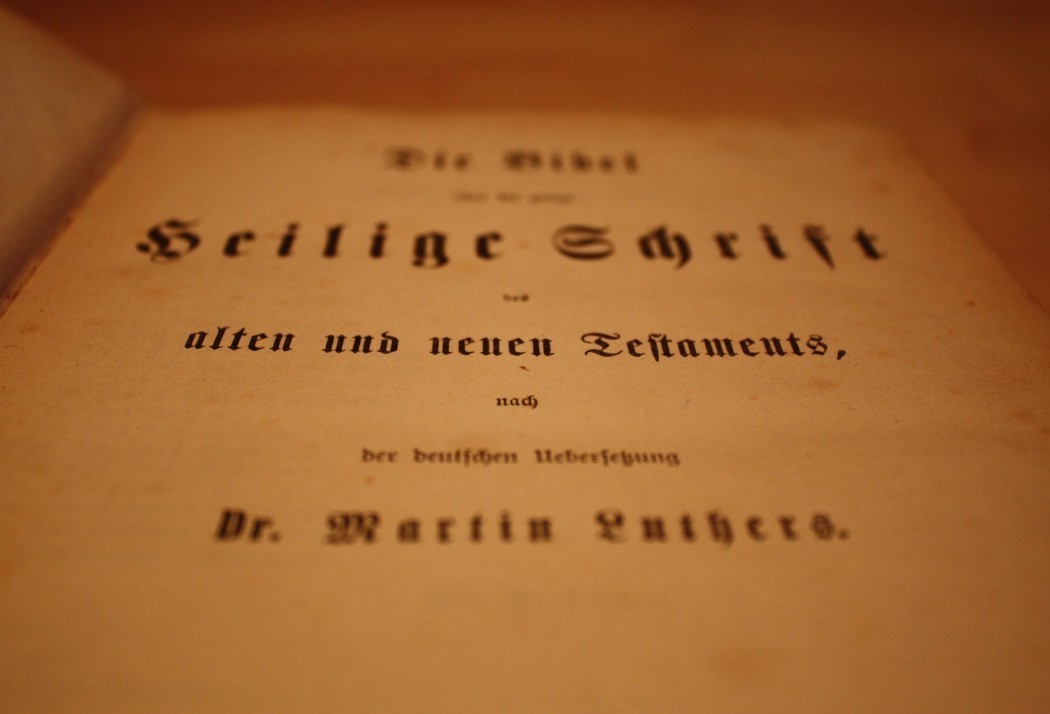 Die Bibel
Heilige Schrift
des
alten und neuen Testaments,
nach
der deutschen Uebersetzung
Dr. Martin Luthers.